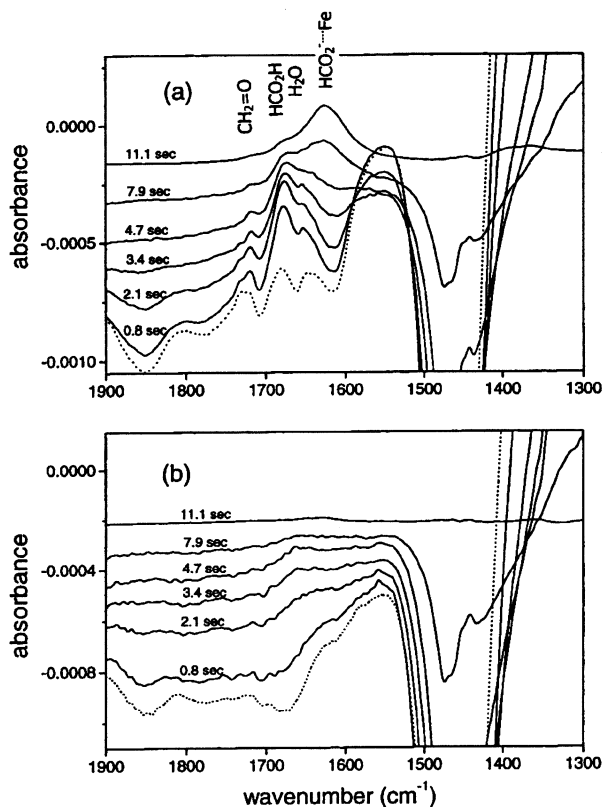 CH₂=O
HCO₂H
H₂O
HCO₂⁻···Fe
(a)
0.0000
-0.0005
-0.0010
absorbance
11.1 sec
7.9 sec
4.7 sec
3.4 sec
2.1 sec
0.8 sec
1900 1800 1700 1600 1500 1400 1300
(b)
0.0000
-0.0004
-0.0008
absorbance
11.1 sec
7.9 sec
4.7 sec
3.4 sec
2.1 sec
0.8 sec
1900 1800 1700 1600 1500 1400 1300
wavenumber (cm⁻¹)